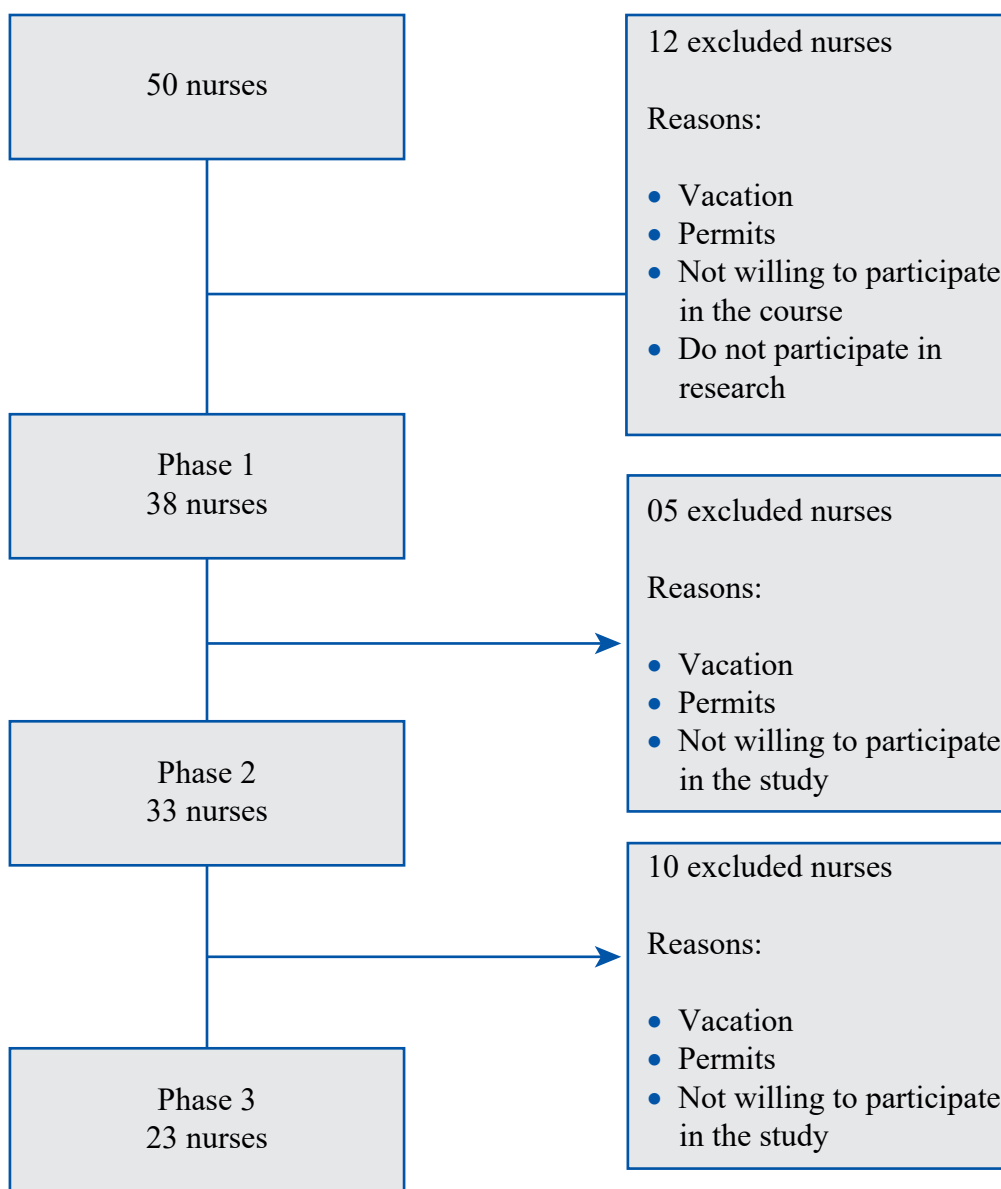 50 nurses
12 excluded nurses
Reasons:
• Vacation
• Permits
• Not willing to participate
in the course
• Do not participate in
research
Phase 1
38 nurses
05 excluded nurses
Reasons:
• Vacation
• Permits
• Not willing to participate
in the study
Phase 2
33 nurses
10 excluded nurses
Reasons:
• Vacation
• Permits
• Not willing to participate
in the study
Phase 3
23 nurses